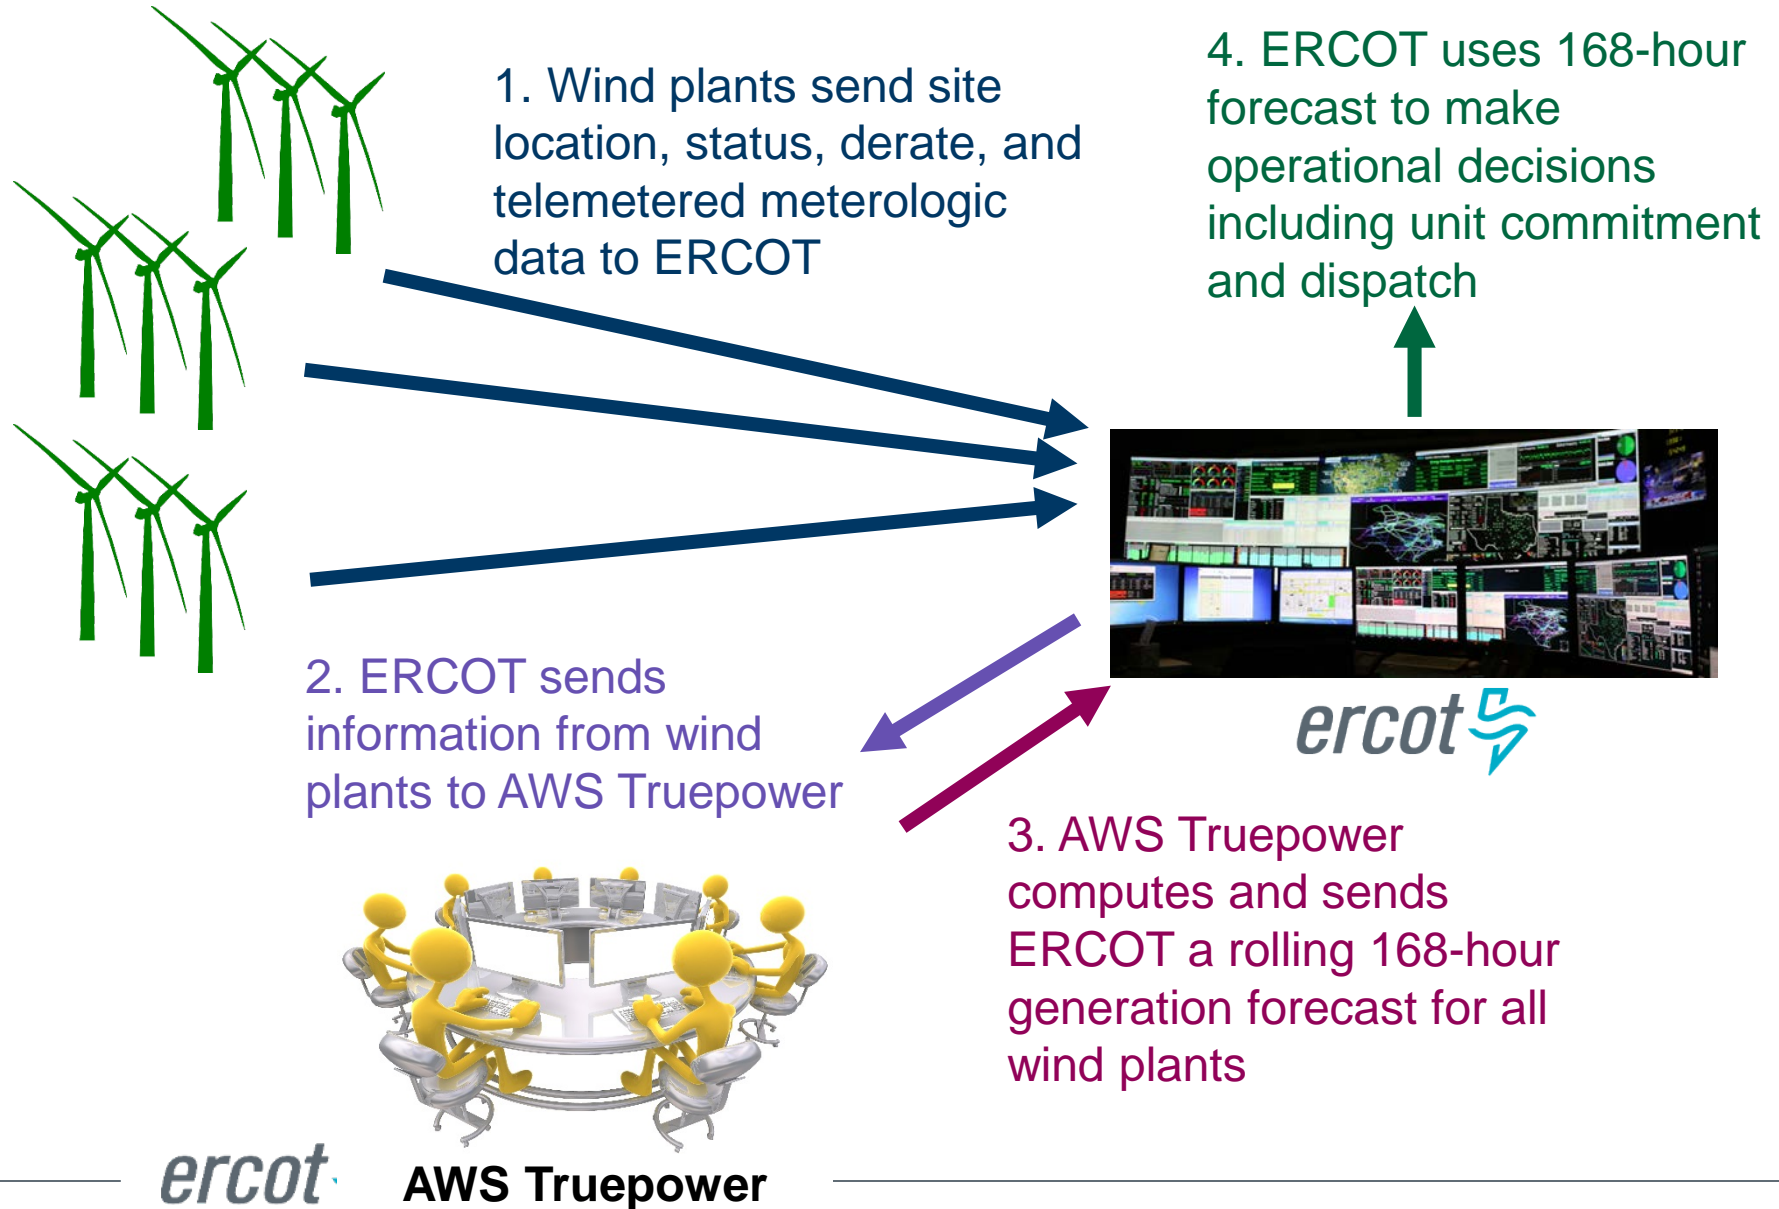 1. Wind plants send site
location, status, derate, and
telemetered meterologic
data to ERCOT
4. ERCOT uses 168-hour
forecast to make
operational decisions
including unit commitment
and dispatch
2. ERCOT sends
information from wind
plants to AWS Truepower
ercot
3. AWS Truepower
computes and sends
ERCOT a rolling 168-hour
generation forecast for all
wind plants
ercot
AWS Truepower